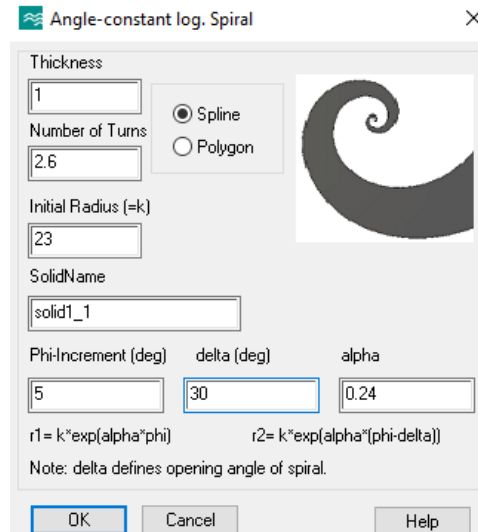 Angle-constant log. Spiral
Thickness
1
Spline
Number of Turns
Polygon
2.6
Initial Radius (=k)
23
SolidName
solid1_1
Phi-Increment (deg) delta (deg) alpha
5 30 0.24
r1= k*exp(alpha*phi) r2= k*exp(alpha*(phi-delta))
Note: delta defines opening angle of spiral.
OK Cancel Help